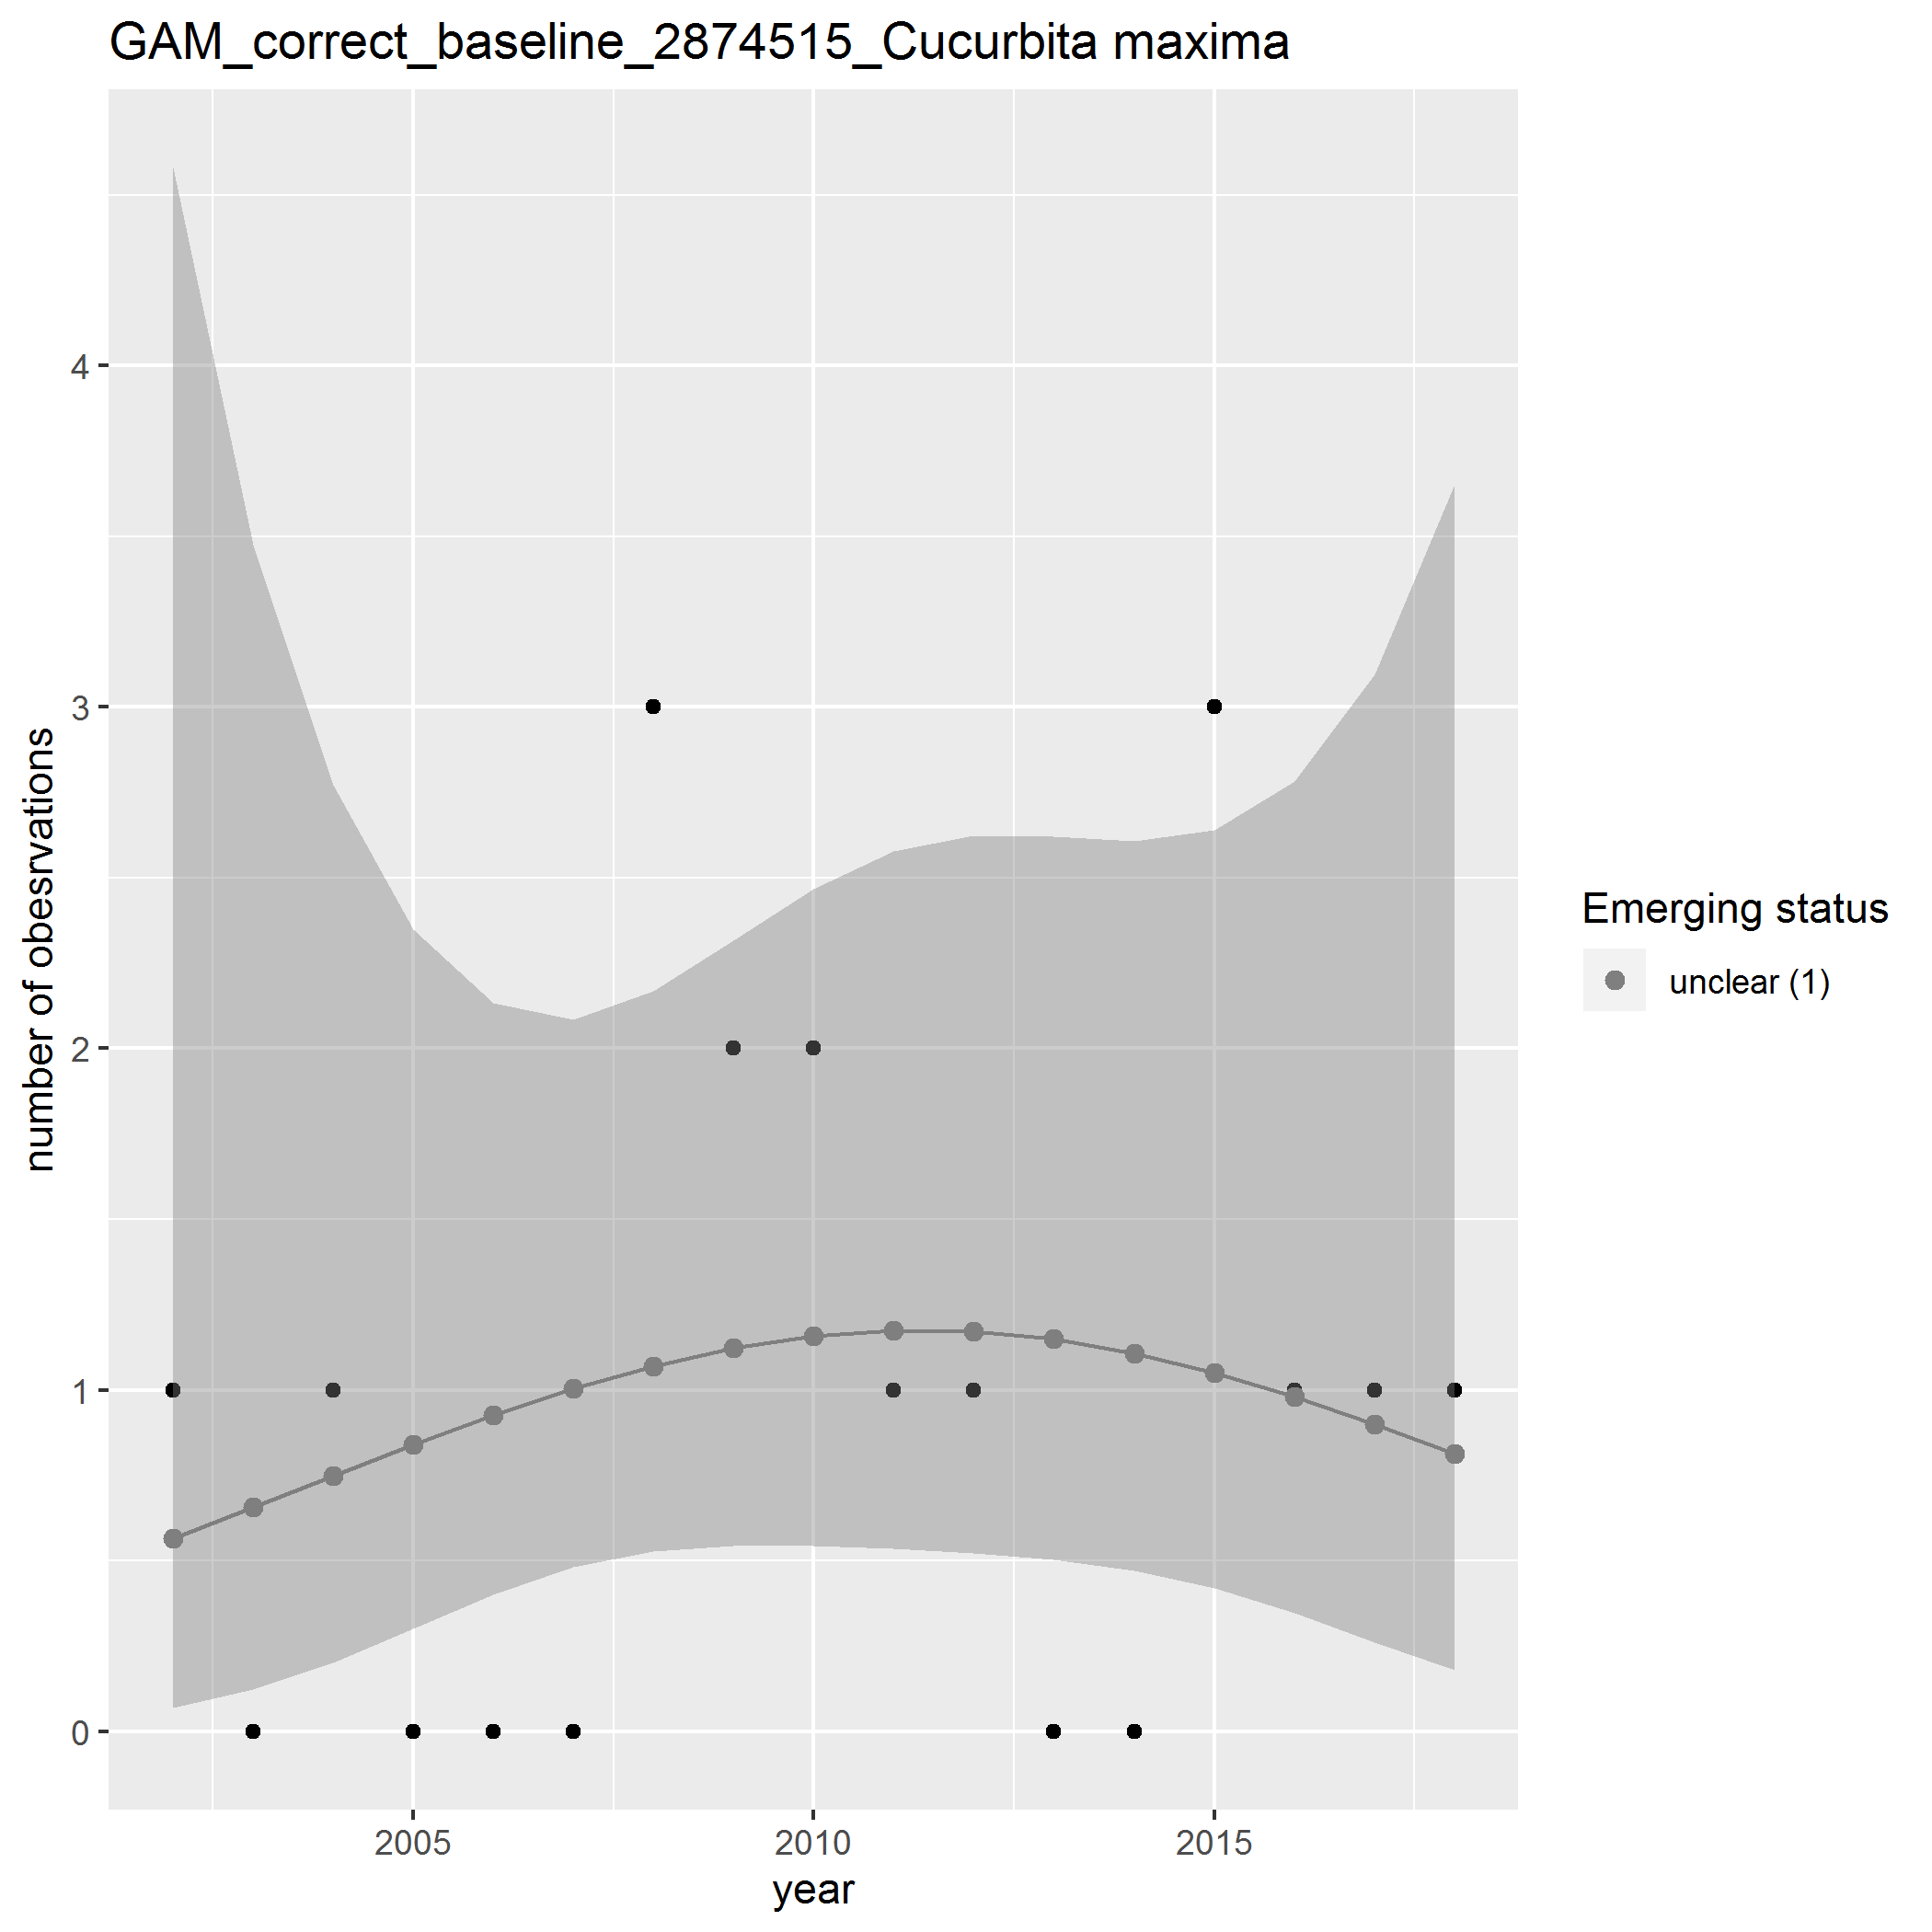 GAM_correct_baseline_2874515_Cucurbita maxima
4
3
2
1
0
number of obesrvations
2005
2010
2015
year
Emerging status
unclear (1)